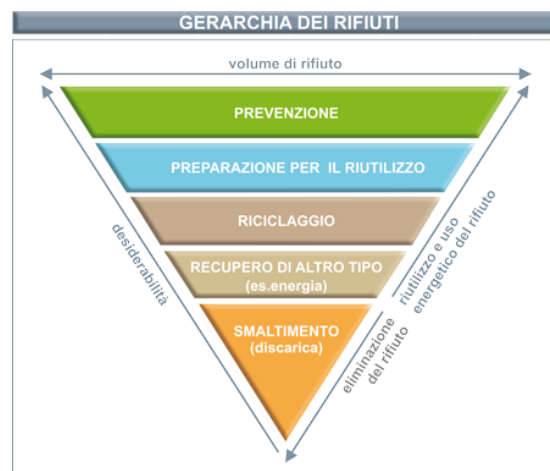 GERARCHIA DEI RIFIUTI
volume di rifiuto
PREVENZIONE
PREPARAZIONE PER IL RIUTILIZZO
RICICLAGGIO
RECUPERO DI ALTRO TIPO
(es.energia)
SMALTIMENTO
(discarica)
desiderabilità
riutilizzo e uso
energetico del rifiuto
eliminazione
del rifiuto